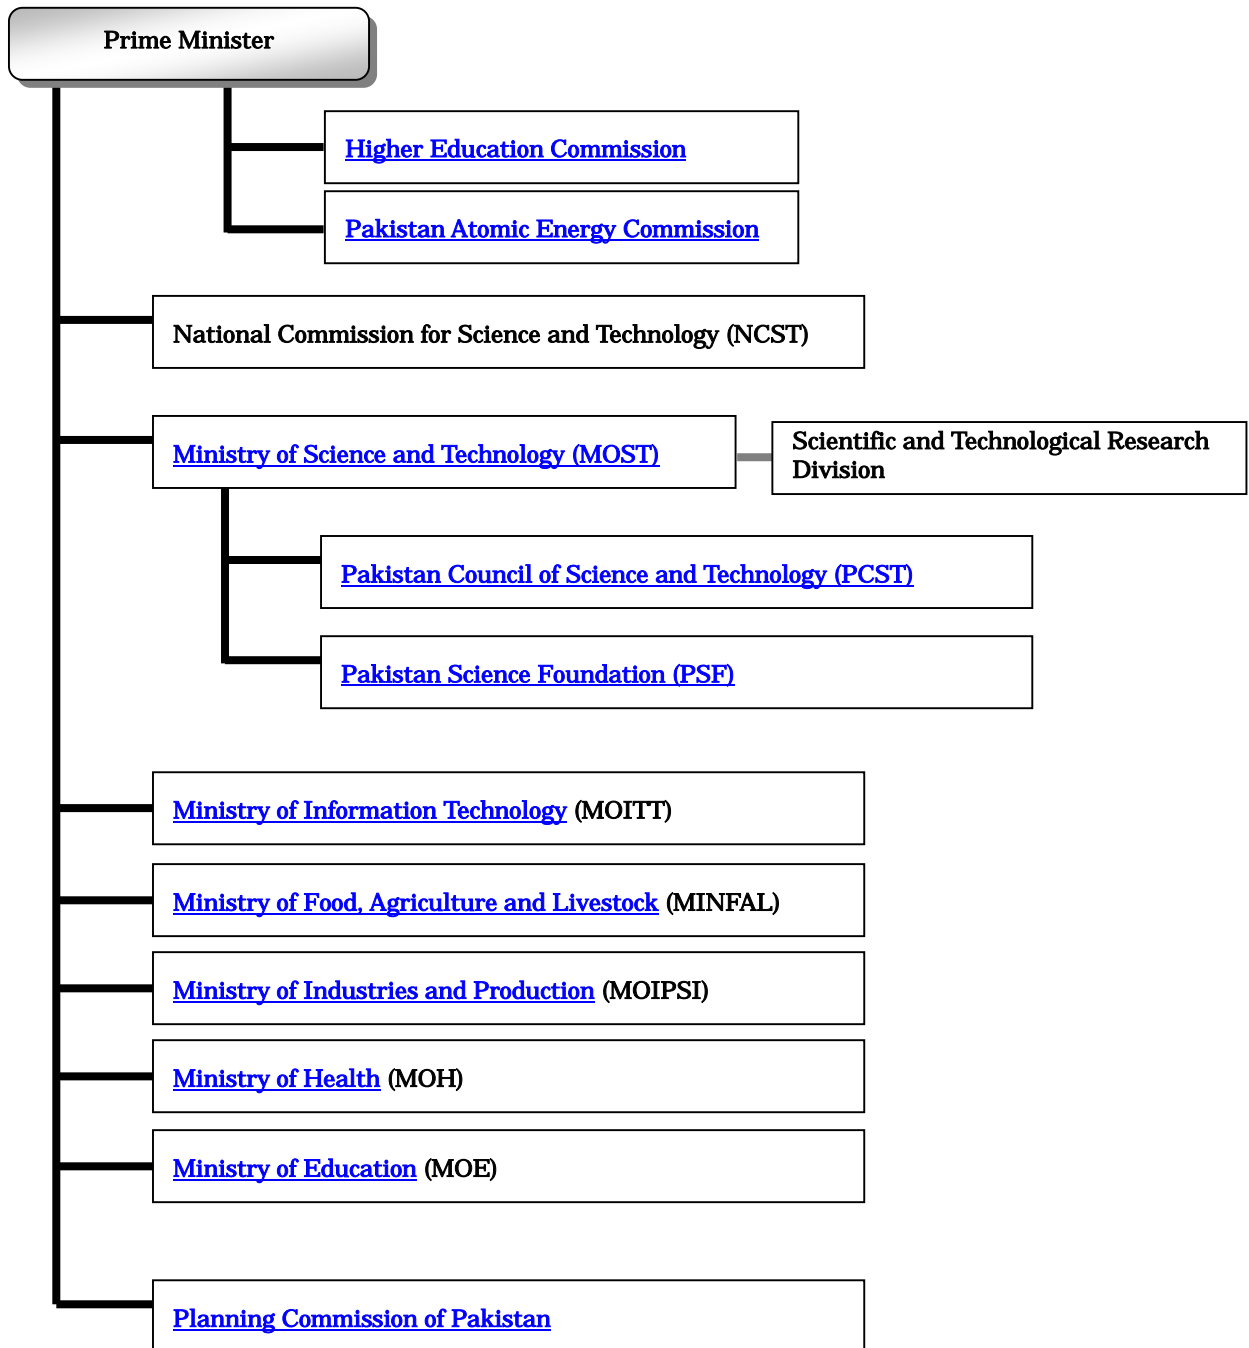 Prime Minister
Higher Education Commission
Pakistan Atomic Energy Commission
National Commission for Science and Technology (NCST)
Ministry of Science and Technology (MOST)
Scientific and Technological Research
Division
Pakistan Council of Science and Technology (PCST)
Pakistan Science Foundation (PSF)
Ministry of Information Technology (MOITT)
Ministry of Food, Agriculture and Livestock (MINFAL)
Ministry of Industries and Production (MOIPSI)
Ministry of Health (MOH)
Ministry of Education (MOE)
Planning Commission of Pakistan